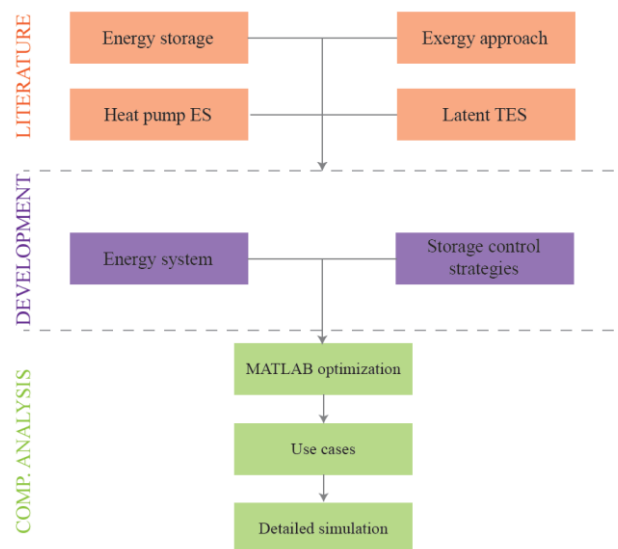 LITERATURE
Energy storage
Exergy approach
Heat pump ES
Latent TES
DEVELOPMENT
Energy system
Storage control
strategies
COMP. ANALYSIS
MATLAB optimization
Use cases
Detailed simulation